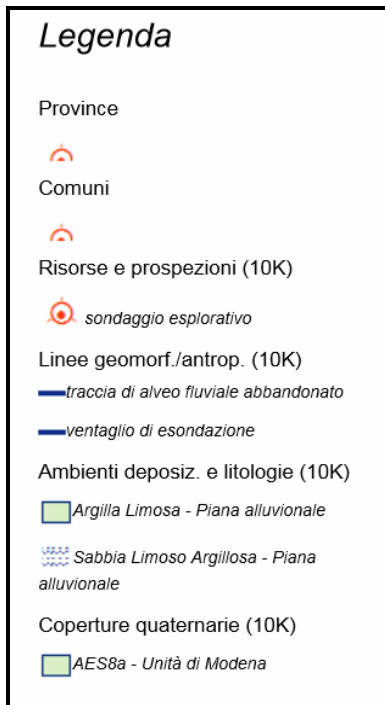 Legenda
Province
Comuni
Risorse e prospezioni (10K)
sondaggio esplorativo
Linee geomorf./antrop. (10K)
traccia di alveo fluviale abbandonato
ventaglio di esondazione
Ambienti deposiz. e litologie (10K)
Argilla Limosa - Piana alluvionale
Sabbia Limoso Argillosa - Piana
alluvionale
Coperture quaternarie (10K)
AES8a - Unità di Modena